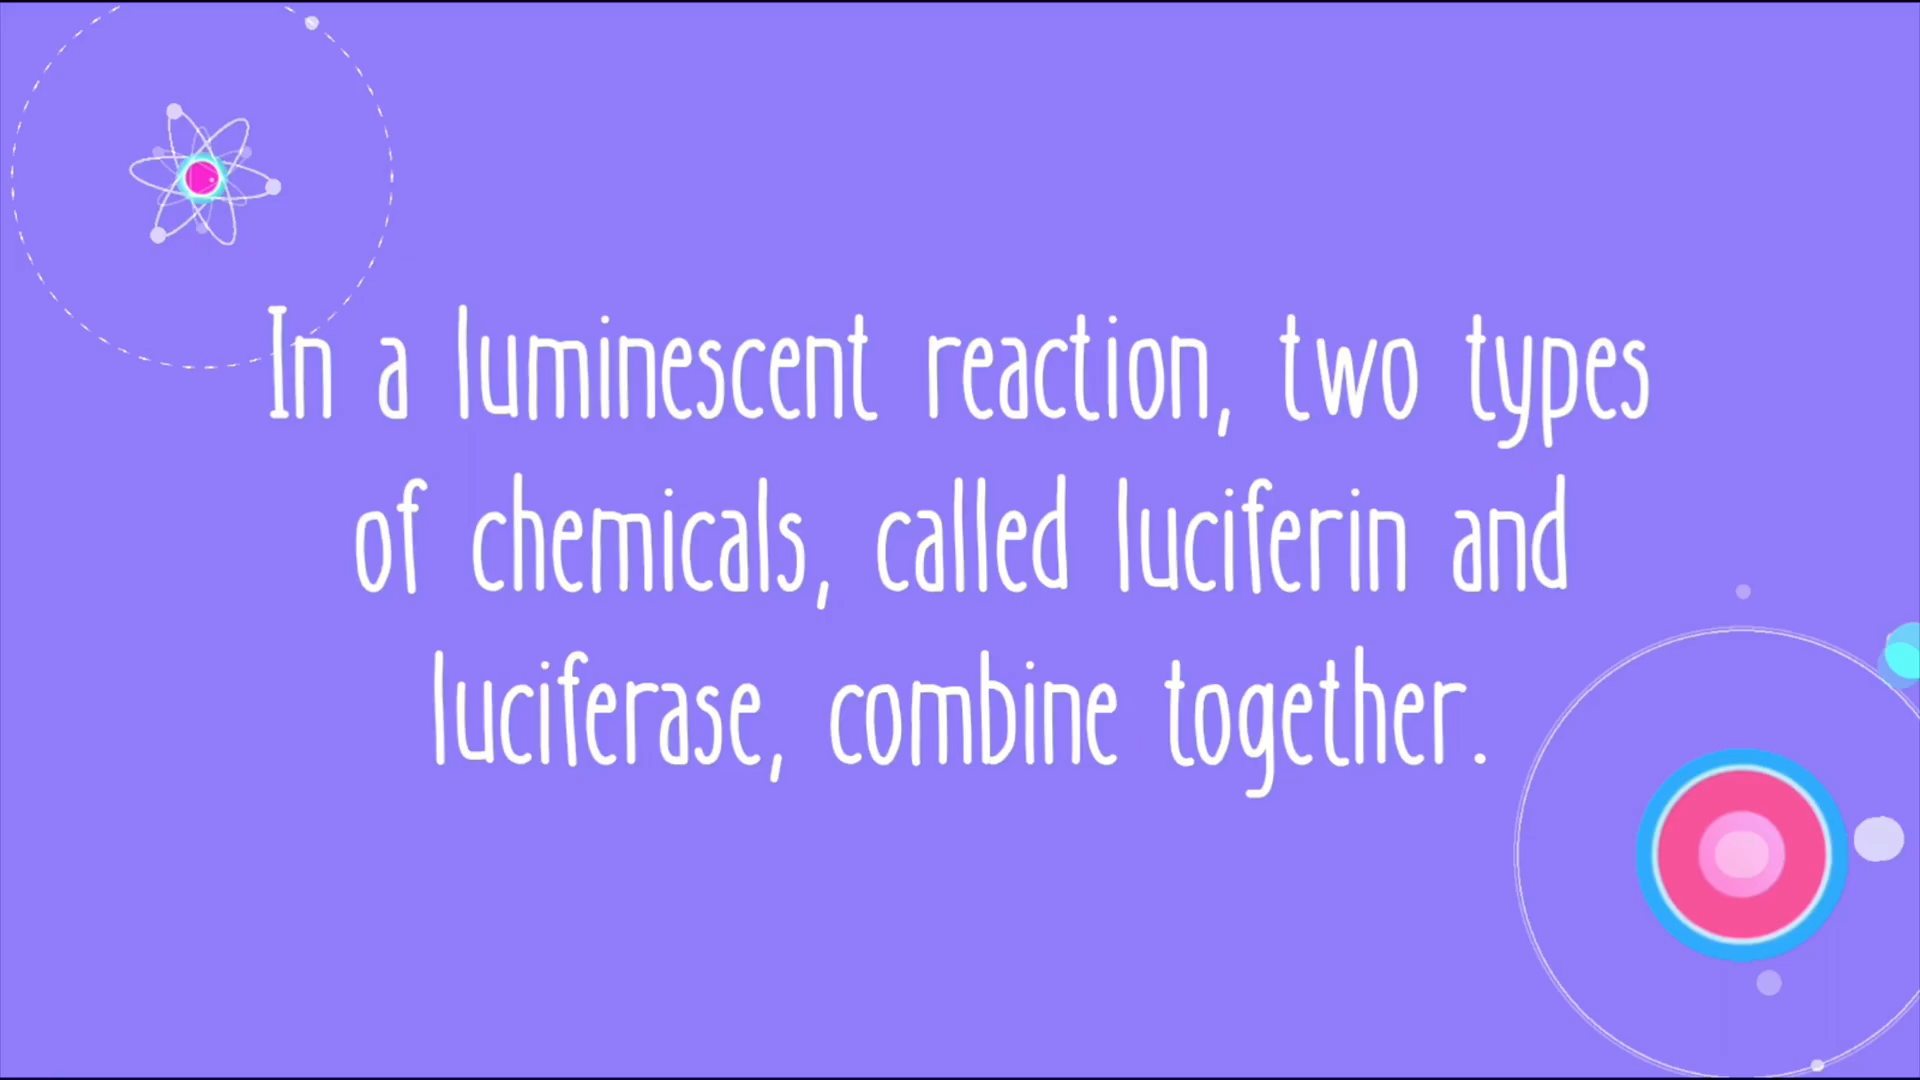 In a luminescent reaction, two types
of chemicals, called luciferin and
luciferase, combine together.